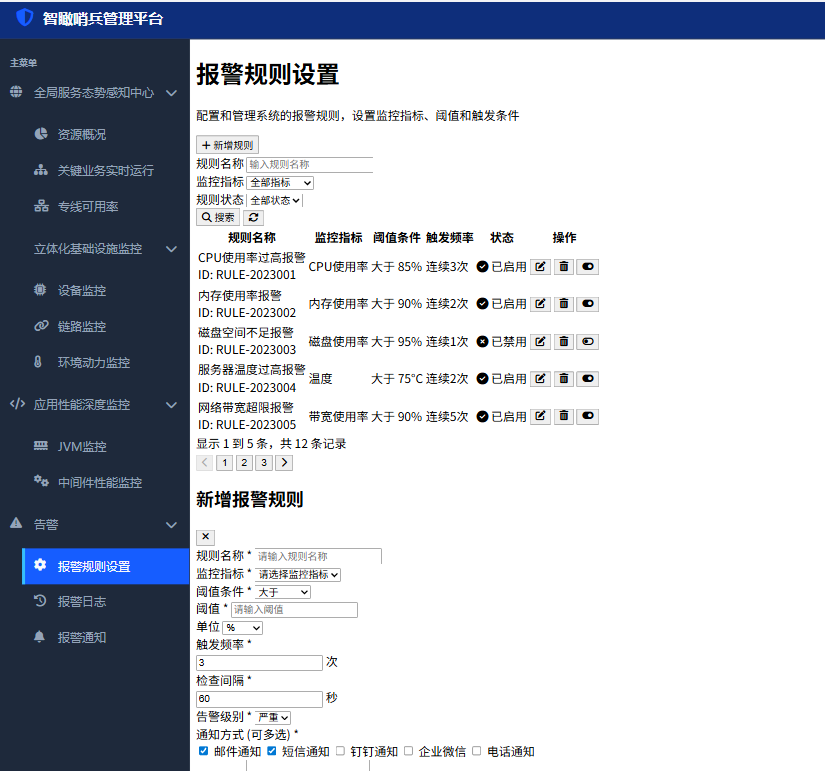 智瞰哨兵管理平台
主菜单
全局服务态势感知中心
资源概况
关键业务实时运行
专线可用率
立体化基础设施监控
设备监控
链路监控
环境动力监控
应用性能深度监控
JVM监控
中间件性能监控
告警
报警规则设置
报警日志
报警通知
报警规则设置
配置和管理系统的报警规则，设置监控指标、阈值和触发条件
新增规则
规则名称 输入规则名称
监控指标 全部指标
规则状态 全部状态
搜索
规则名称 监控指标 阈值条件 触发频率 状态 操作
CPU使用率过高报警
ID: RULE-2023001 CPU使用率 大于 85% 连续3次 已启用
内存使用率报警
ID: RULE-2023002 内存使用率 大于 90% 连续2次 已启用
磁盘空间不足报警
ID: RULE-2023003 磁盘使用率 大于 95% 连续1次 已禁用
服务器温度过高报警
ID: RULE-2023004 温度 大于 75°C 连续2次 已启用
网络带宽超限报警
ID: RULE-2023005 带宽使用率 大于 90% 连续5次 已启用
显示 1 到 5 条，共 12 条记录
1 2 3
新增报警规则
规则名称 * 请输入规则名称
监控指标 * 请选择监控指标
阈值条件 * 大于
阈值 * 请输入阈值
单位 %
触发频率 *
3 次
检查间隔 *
60 秒
告警级别 * 严重
通知方式 (可多选) *
邮件通知 短信通知 钉钉通知 企业微信 电话通知